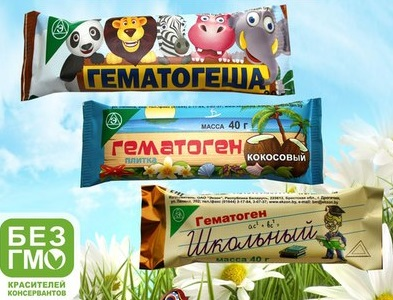 ГЕМАТОГЕША
МАССА 40 г
гематоген
плитка
КОКОСОВЫЙ
Гематоген
Школьный
масса 40 г
БЕЗ
ГМО
КРАСИТЕЛЕЙ
КОНСЕРВАНТОВ